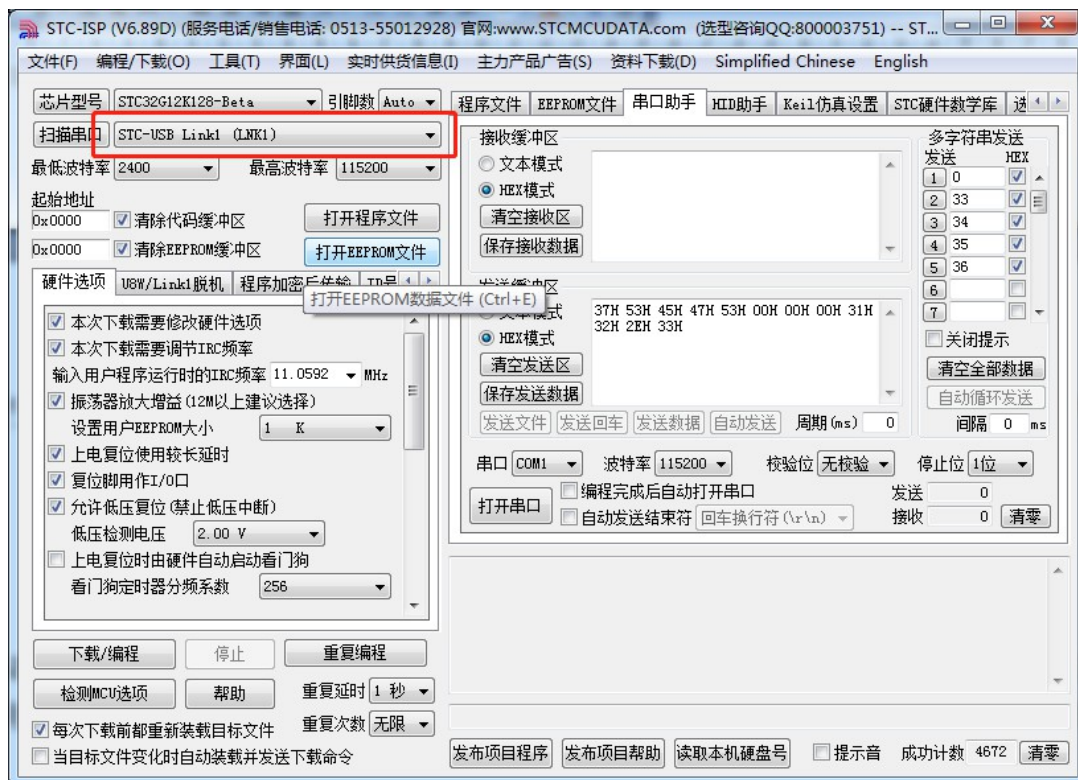 STC-ISP (V6.89D) (服务电话/销售电话: 0513-55012928) 官网:www.STCMCUDATA.com (选型咨询QQ:800003751) -- ST...
文件(F) 编程/下载(O) 工具(T) 界面(L) 实时供货信息(I) 主力产品广告(S) 资料下载(D) Simplified Chinese English
芯片型号 STC32G12K128-Beta 引脚数 Auto
扫描串口 STC-USB Link1 (LNK1)
最低波特率 2400 最高波特率 115200
起始地址
0x0000 清除代码缓冲区 打开程序文件
0x0000 清除EEPROM缓冲区 打开EEPROM文件
硬件选项 U8W/Link1脱机 程序加密后传输 ID号
打开EEPROM数据文件 (Ctrl+E)
本次下载需要修改硬件选项
本次下载需要调节IRC频率
输入用户程序运行时的IRC频率 11.0592 MHz
振荡器放大增益(12M以上建议选择)
设置用户EEPROM大小 1 K
上电复位使用较长延时
复位脚用作I/O口
允许低压复位(禁止低压中断)
低压检测电压 2.00 V
上电复位时由硬件自动启动看门狗
看门狗定时器分频系数 256
下载/编程 停止 重复编程
检测MCU选项 帮助 重复延时 1 秒
每次下载前都重新装载目标文件 重复次数 无限
当目标文件变化时自动装载并发送下载命令
程序文件 EEPROM文件 串口助手 HID助手 Keil仿真设置 STC硬件数学库 选
接收缓冲区
文本模式
HEX模式
清空接收区
保存接收数据
发送缓冲区
文本模式
HEX模式
清空发送区
保存发送数据
37H 53H 45H 47H 53H 00H 00H 00H 31H
32H 2EH 33H
发送文件 发送回车 发送数据 自动发送 周期(ms) 0
多字符串发送
发送 HEX
1 0
2 33
3 34
4 35
5 36
6
7
关闭提示
清空全部数据
自动循环发送
间隔 0 ms
串口 COM1 波特率 115200 校验位 无校验 停止位 1位
打开串口 编程完成后自动打开串口 发送 0
自动发送结束符 回车换行符(\r\n) 接收 0 清零
发布项目程序 发布项目帮助 读取本机硬盘号 提示音 成功计数 4672 清零